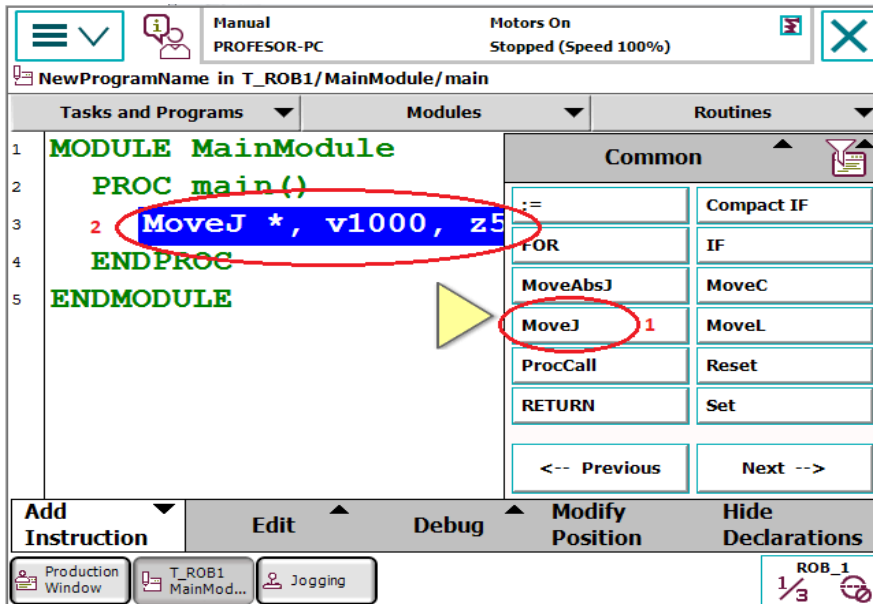 Manual
PROFESOR-PC
Motors On
Stopped (Speed 100%)
NewProgramName in T_ROB1/MainModule/main
Tasks and Programs
Modules
Routines
1 MODULE MainModule
2 PROC main()
3 2 MoveJ *, v1000, z5
4 ENDPROC
5 ENDMODULE
Common
:= Compact IF
FOR IF
MoveAbsJ MoveC
MoveJ 1 MoveL
ProcCall Reset
RETURN Set
<-- Previous Next -->
Add
Instruction
Edit
Debug
Modify
Position
Hide
Declarations
Production
Window
T_ROB1
MainMod...
Jogging
ROB_1
1/3